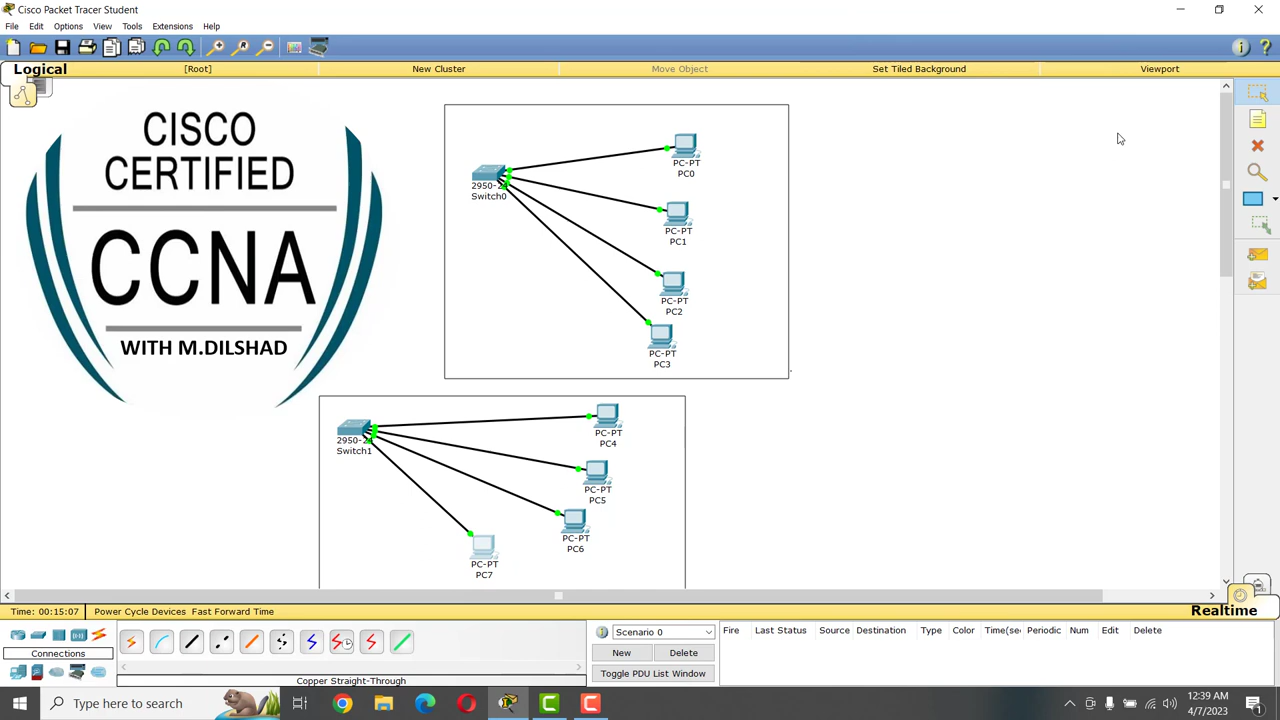 Cisco Packet Tracer Student
File Edit Options View Tools Extensions Help
Logical [Root] New Cluster Move Object Set Tiled Background Viewport
CISCO
CERTIFIED
CCNA
WITH M.DILSHAD
PC-PT
PC0
2950-2
Switch0
PC-PT
PC1
PC-PT
PC2
PC-PT
PC3
PC-PT
PC4
2950-2
Switch1
PC-PT
PC5
PC-PT
PC6
PC-PT
PC7
Time: 00:15:07 Power Cycle Devices Fast Forward Time
Realtime
Connections
Copper Straight-Through
Scenario 0
New Delete
Toggle PDU List Window
Fire Last Status Source Destination Type Color Time(sec Periodic Num Edit Delete
Type here to search
12:39 AM
4/7/2023